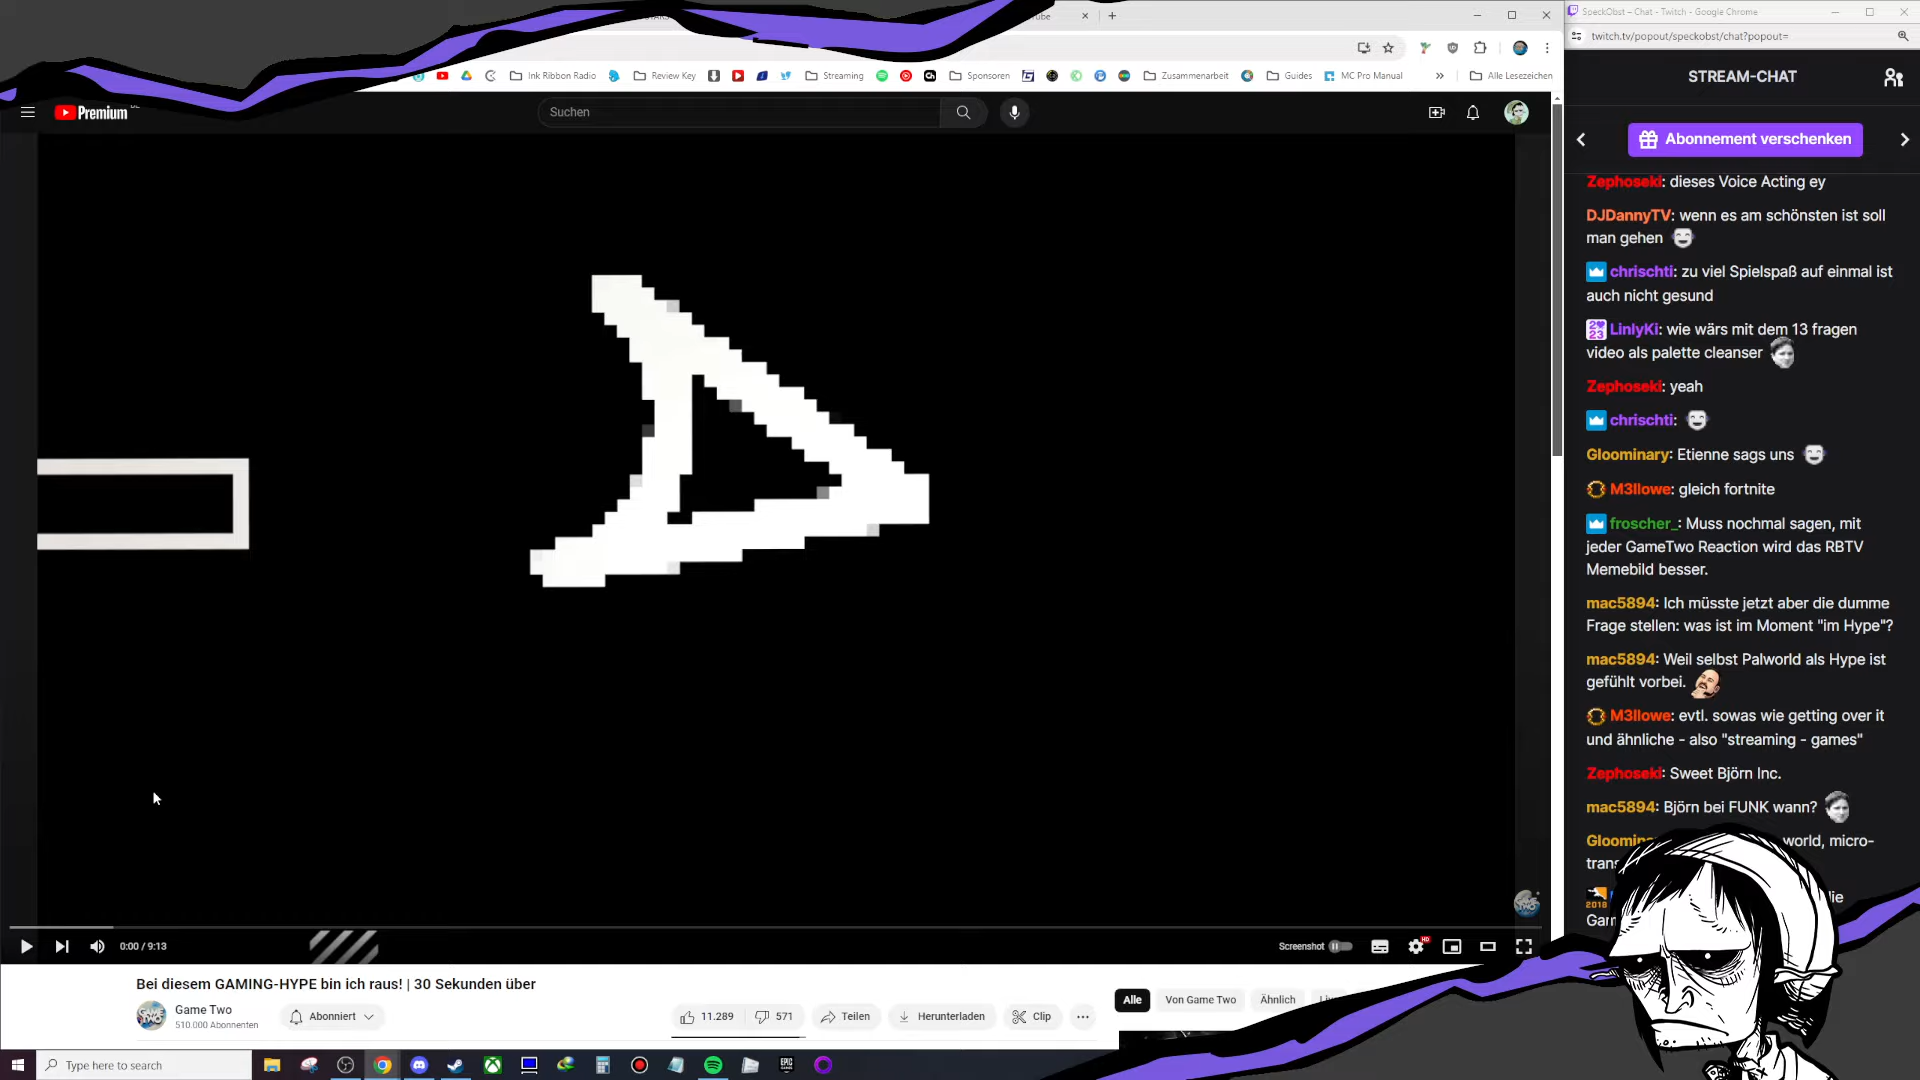 SpeckObst – Chat - Twitch - Google Chrome
twitch.tv/popout/speckobst/chat?popout=
Ink Ribbon Radio
Review Key
Streaming
Sponsoren
Zusammenarbeit
Guides
MC Pro Manual
»
Alle Lesezeichen
Premium
Suchen
STREAM-CHAT
Abonnement verschenken
Zephoseki: dieses Voice Acting ey
DJDannyTV: wenn es am schönsten ist soll
man gehen
chrischti: zu viel Spielspaß auf einmal ist
auch nicht gesund
LinlyKi: wie wärs mit dem 13 fragen
video als palette cleanser
Zephoseki: yeah
chrischti:
Gloominary: Etienne sags uns
M3llowe: gleich fortnite
froscher_: Muss nochmal sagen, mit
jeder GameTwo Reaction wird das RBTV
Memebild besser.
mac5894: Ich müsste jetzt aber die dumme
Frage stellen: was ist im Moment "im Hype"?
mac5894: Weil selbst Palworld als Hype ist
gefühlt vorbei.
M3llowe: evtl. sowas wie getting over it
und ähnliche - also "streaming - games"
Zephoseki: Sweet Björn Inc.
mac5894: Björn bei FUNK wann?
world, micro-
0:00 / 9:13
Screenshot
Bei diesem GAMING-HYPE bin ich raus! | 30 Sekunden über
Game Two
510.000 Abonnenten
Abonniert
11.289
571
Teilen
Herunterladen
Clip
Alle
Von Game Two
Ähnlich
Type here to search